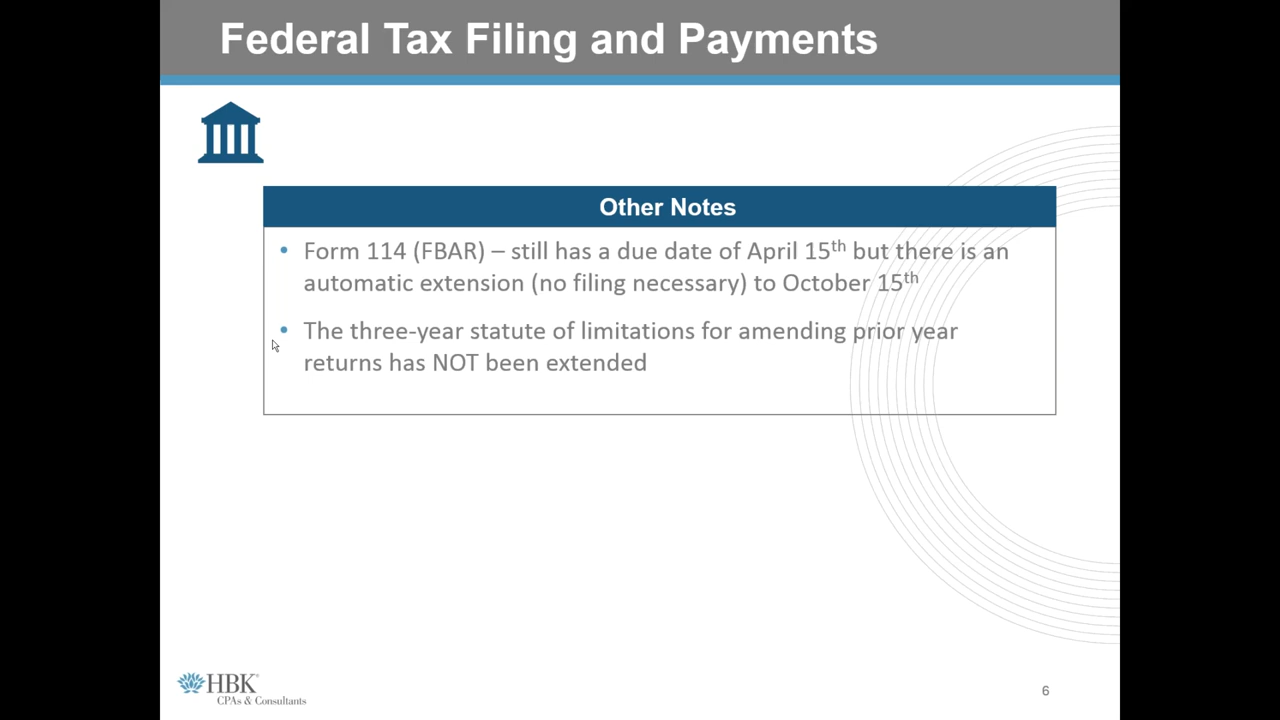 Federal Tax Filing and Payments
Other Notes
• Form 114 (FBAR) – still has a due date of April 15th but there is an
automatic extension (no filing necessary) to October 15th
• The three-year statute of limitations for amending prior year
returns has NOT been extended
HBK®
CPAs & Consultants
6